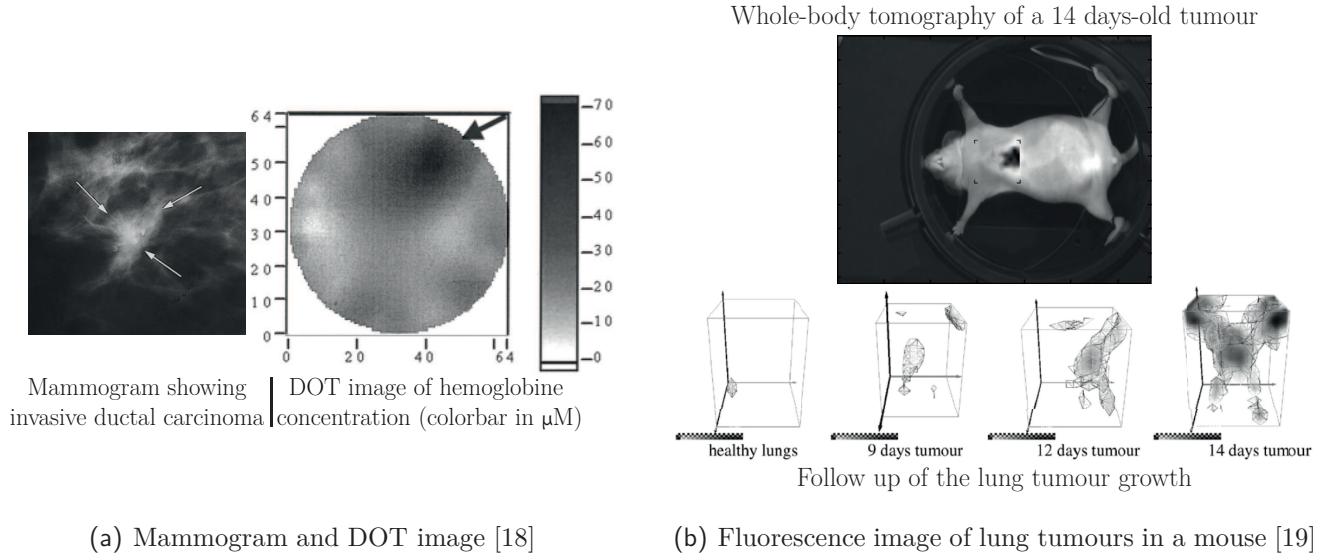 Whole-body tomography of a 14 days-old tumour
64
50
40
30
20
10
0
0
20
40
64
70
60
50
40
30
20
10
0
Mammogram showing
invasive ductal carcinoma
DOT image of hemoglobine
concentration (colorbar in μM)
healthy lungs
9 days tumour
12 days tumour
14 days tumour
Follow up of the lung tumour growth
(a) Mammogram and DOT image [18]
(b) Fluorescence image of lung tumours in a mouse [19]